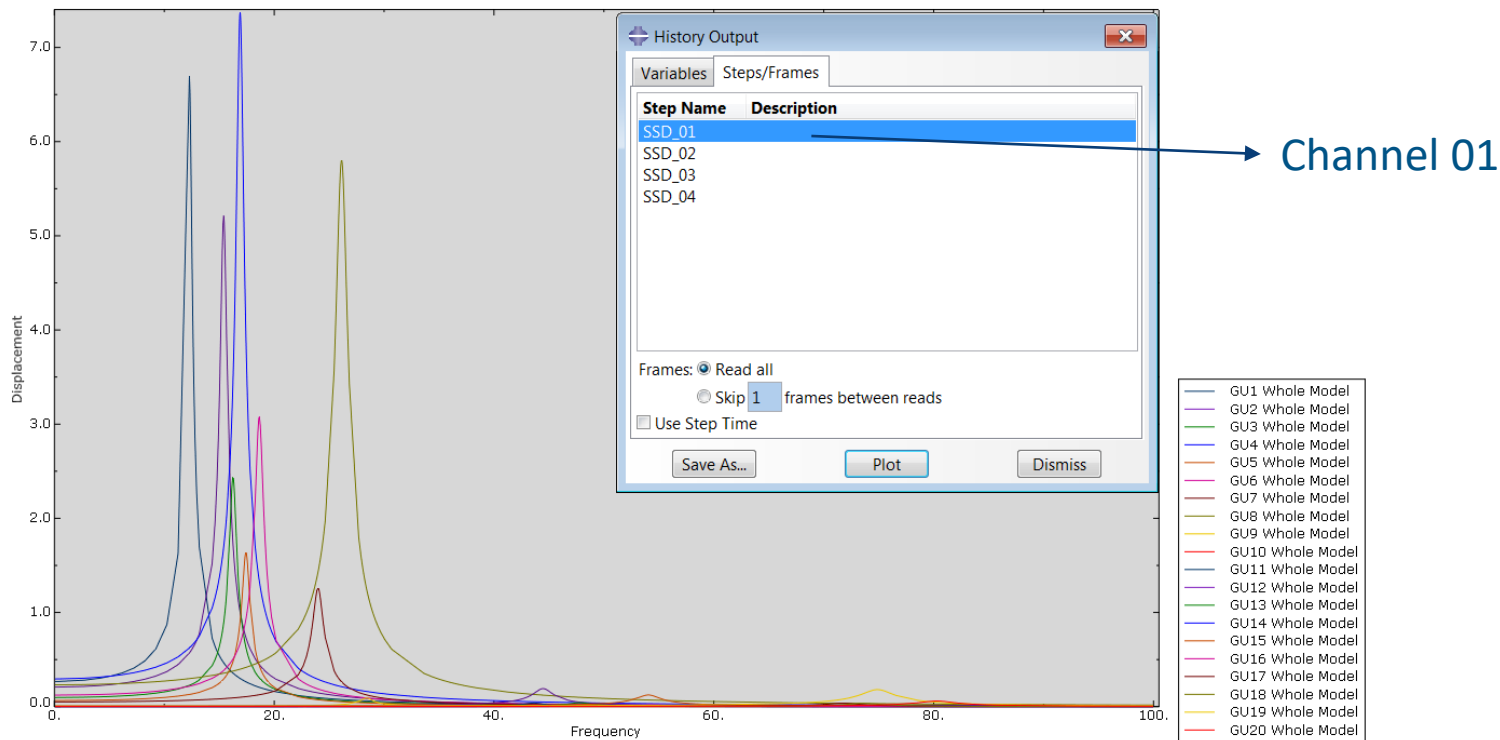 History Output
Variables Steps/Frames
Step Name Description
SSD_01
SSD_02
SSD_03
SSD_04
Frames: Read all
Skip 1 frames between reads
Use Step Time
Save As... Plot Dismiss
Channel 01
7.0
6.0
5.0
4.0
3.0
2.0
1.0
0.0
Displacement
0. 20. 40. 60. 80. 100.
Frequency
GU1 Whole Model
GU2 Whole Model
GU3 Whole Model
GU4 Whole Model
GU5 Whole Model
GU6 Whole Model
GU7 Whole Model
GU8 Whole Model
GU9 Whole Model
GU10 Whole Model
GU11 Whole Model
GU12 Whole Model
GU13 Whole Model
GU14 Whole Model
GU15 Whole Model
GU16 Whole Model
GU17 Whole Model
GU18 Whole Model
GU19 Whole Model
GU20 Whole Model